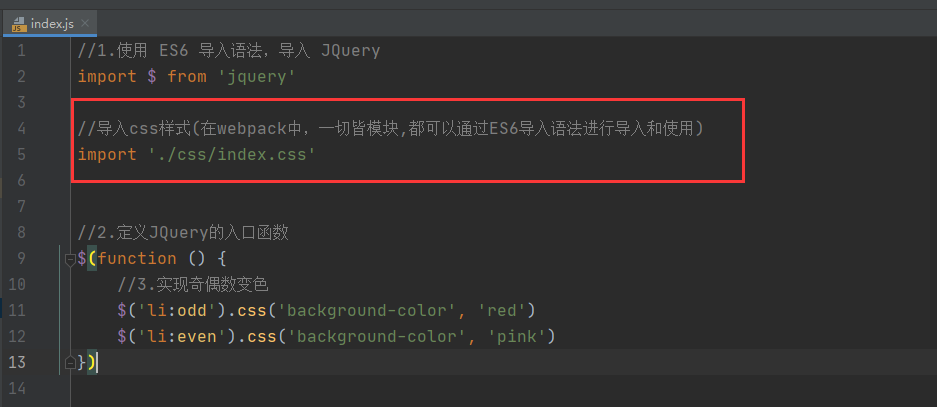 index.js
1 //1.使用 ES6 导入语法，导入 JQuery
2 import $ from 'jquery'
3
4 //导入css样式(在webpack中，一切皆模块,都可以通过ES6导入语法进行导入和使用)
5 import './css/index.css'
6
7
8 //2.定义JQuery的入口函数
9 $(function () {
10 //3.实现奇偶数变色
11 $('li:odd').css('background-color', 'red')
12 $('li:even').css('background-color', 'pink')
13 })
14